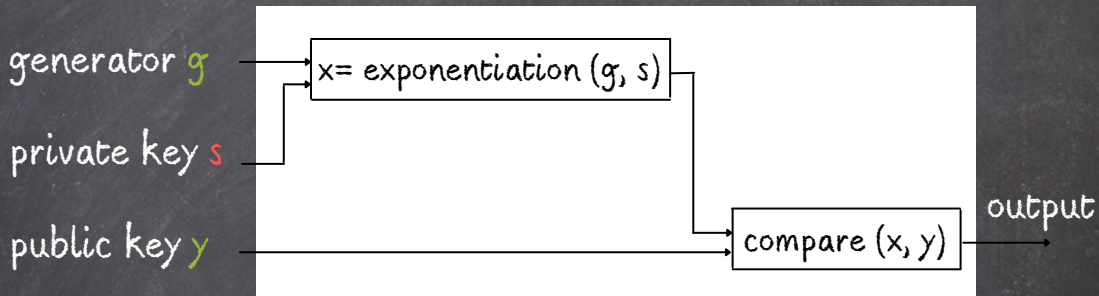 generator g
x= exponentiation (g, s)
private key s
public key y
compare (x, y)
output